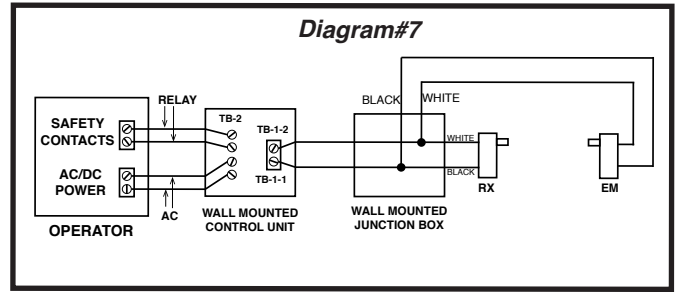 Diagram#7
BLACK
WHITE
RELAY
SAFETY
CONTACTS
TB-2
TB-1-2
WHITE
AC/DC
POWER
TB-1-1
BLACK
RX
EM
AC
OPERATOR
WALL MOUNTED
CONTROL UNIT
WALL MOUNTED
JUNCTION BOX